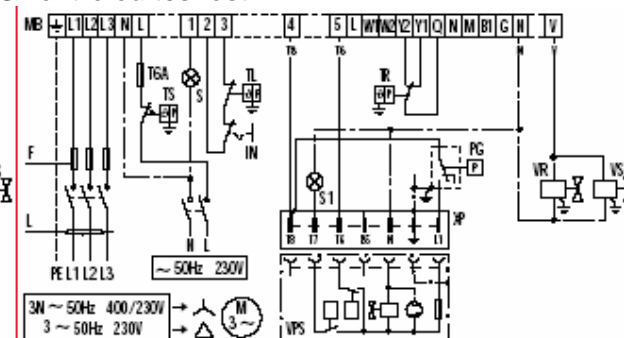 MB L1 L2 L3 N L 1 2 3 4 5 L W1 W2 Y2 Y1 Q N M B1 G H V
T8 T6 N Y
T6A
TS
S
TL
P
P
IN
TR
P
F
PG
P
VR
VS
S1
L
N L
T8 T7 T6 B5 N L1
XP
PE L1 L2 L3
~ 50Hz 230V
3N ~ 50Hz 400/230V
3 ~ 50Hz 230V
M
3~
VPS